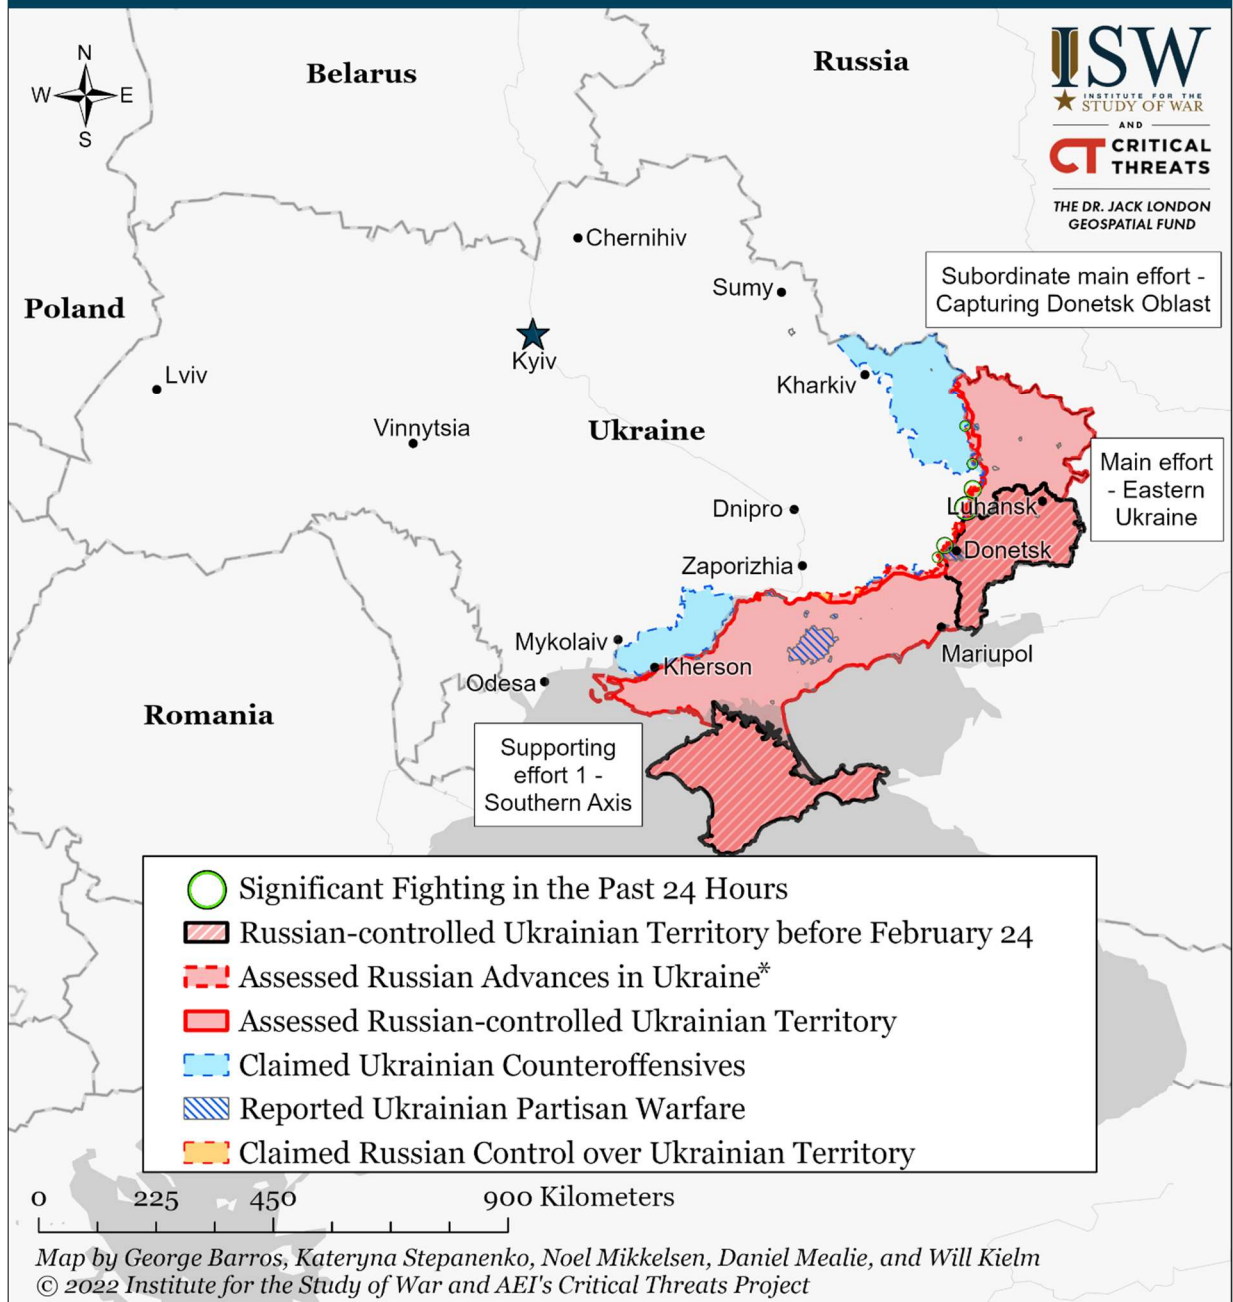 N
W
E
S
Belarus
Russia
ISW
INSTITUTE FOR THE
STUDY OF WAR
AND
CT CRITICAL
THREATS
THE DR. JACK LONDON
GEOSPATIAL FUND
Chernihiv
Sumy
Subordinate main effort -
Capturing Donetsk Oblast
Poland
Kyiv
Lviv
Kharkiv
Vinnytsia
Ukraine
Main effort
- Eastern
Ukraine
Dnipro
Luhansk
Donetsk
Zaporizhia
Mykolaiv
Mariupol
Kherson
Odesa
Romania
Supporting
effort 1 -
Southern Axis
Significant Fighting in the Past 24 Hours
Russian-controlled Ukrainian Territory before February 24
Assessed Russian Advances in Ukraine*
Assessed Russian-controlled Ukrainian Territory
Claimed Ukrainian Counteroffensives
Reported Ukrainian Partisan Warfare
Claimed Russian Control over Ukrainian Territory
0 225 450 900 Kilometers
Map by George Barros, Kateryna Stepanenko, Noel Mikkelsen, Daniel Mealie, and Will Kielm
© 2022 Institute for the Study of War and AEI's Critical Threats Project